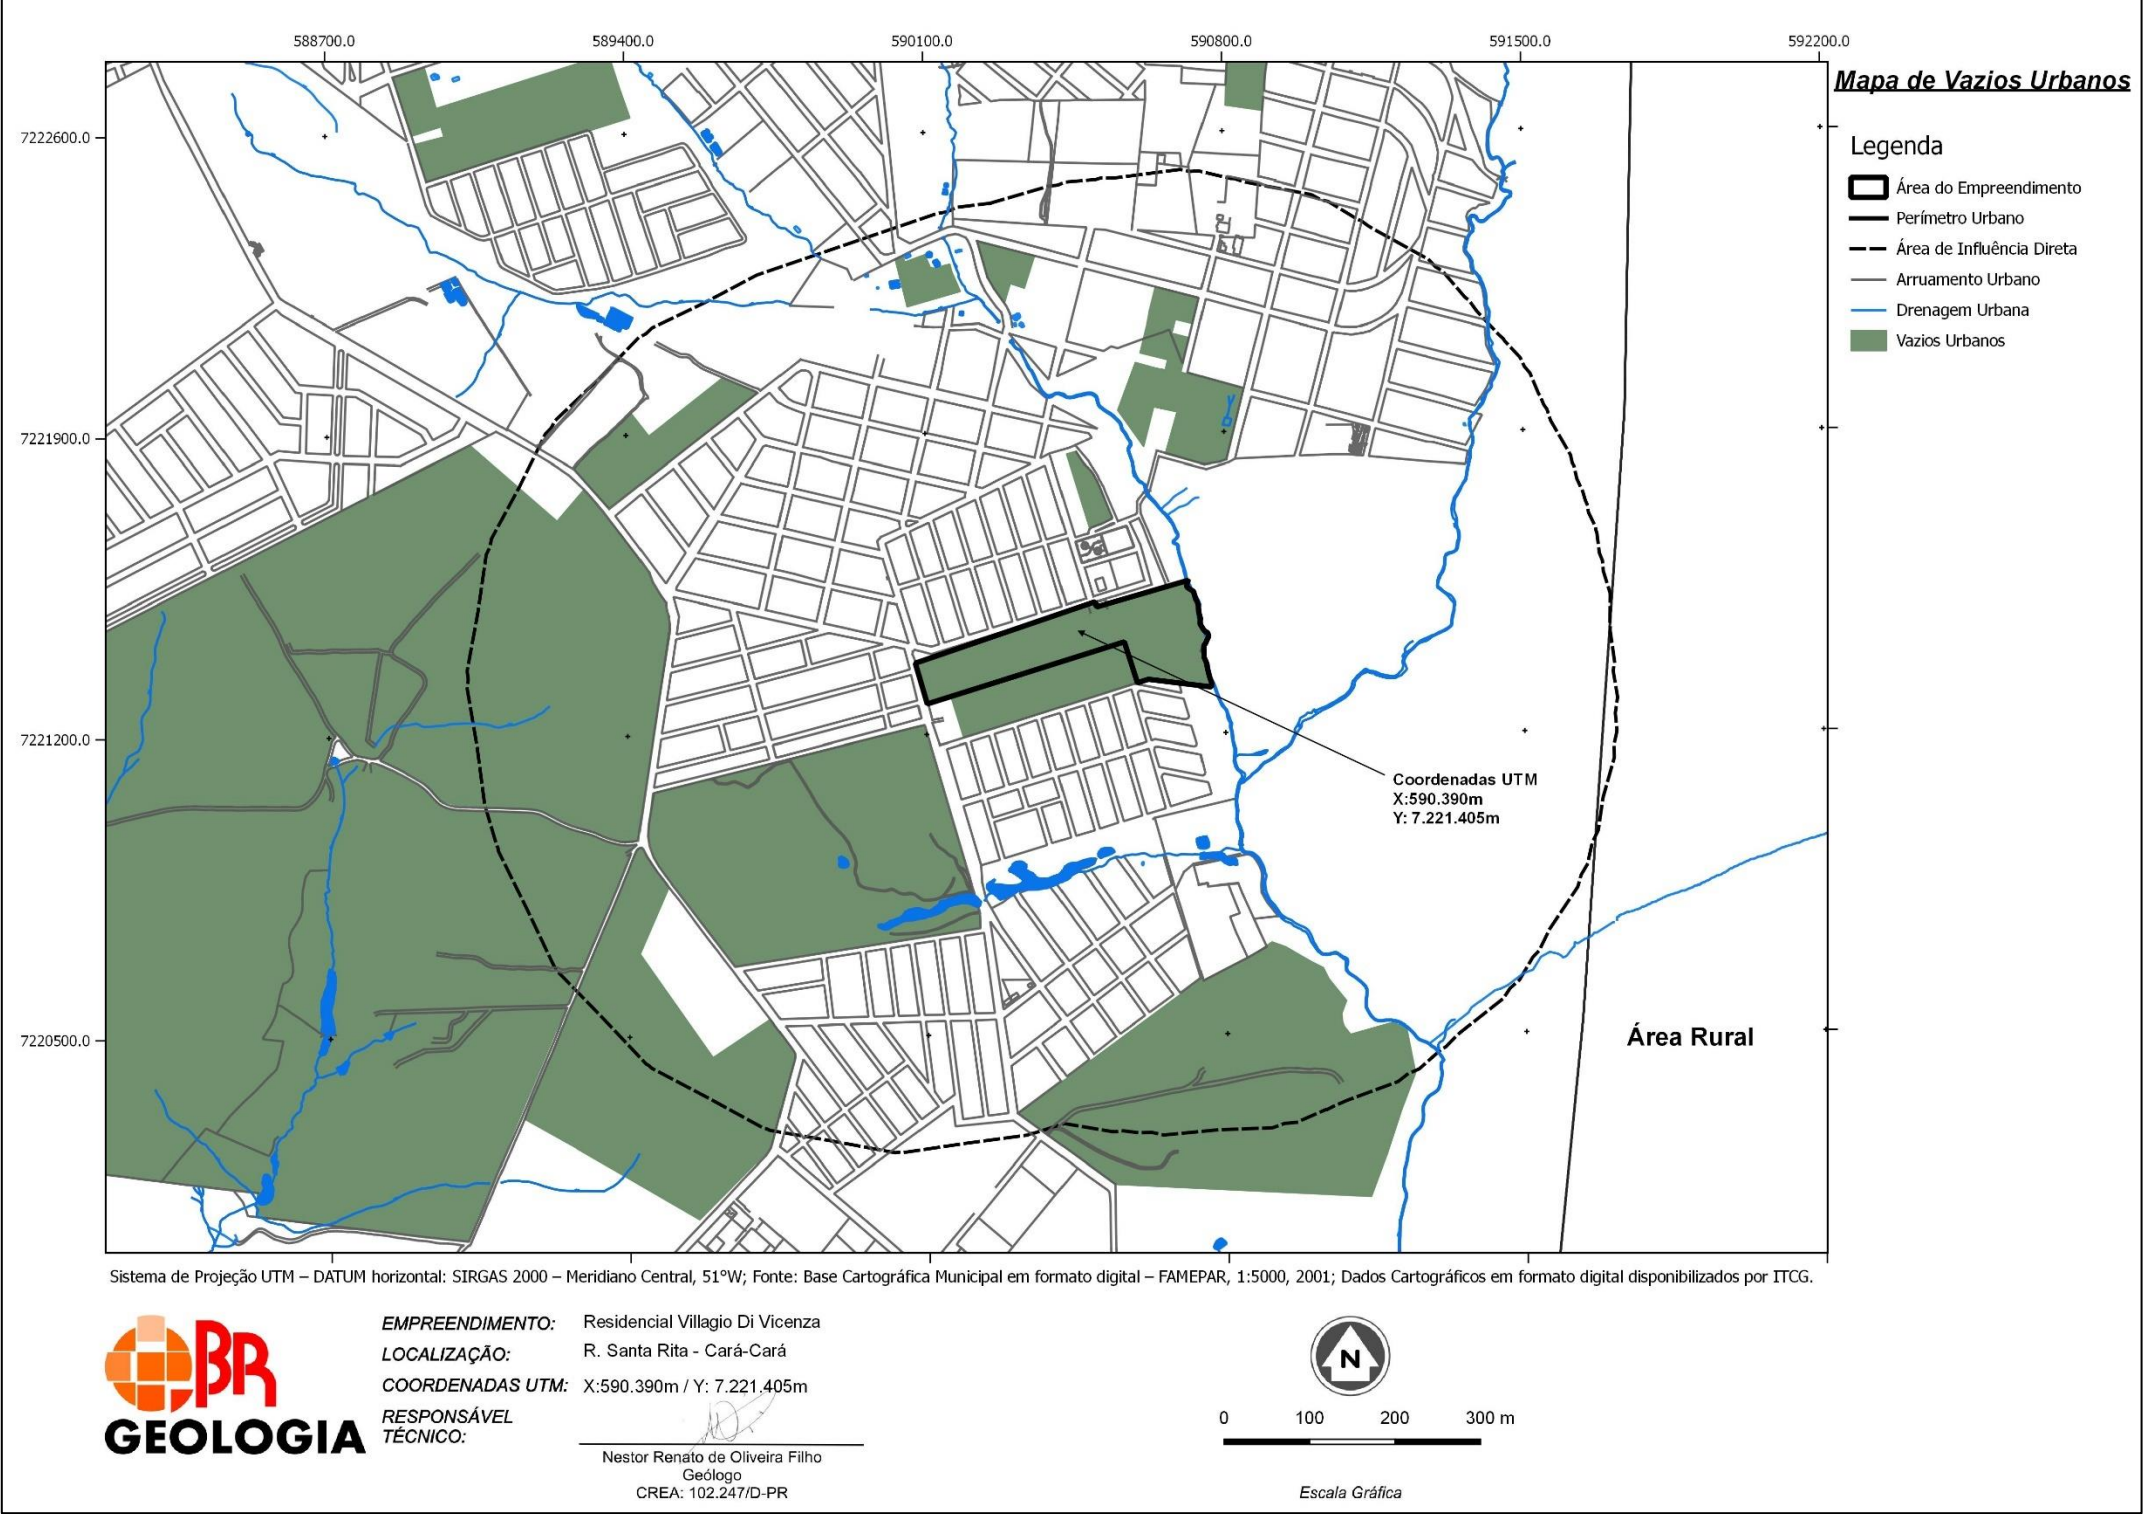 588700.0 589400.0 590100.0 590800.0 591500.0 592200.0
Mapa de Vazios Urbanos
7222600.0
Legenda
Área do Empreendimento
Perímetro Urbano
Área de Influência Direta
Arruamento Urbano
Drenagem Urbana
Vazios Urbanos
7221900.0
7221200.0
Coordenadas UTM
X:590.390m
Y: 7.221.405m
7220500.0
Área Rural
Sistema de Projeção UTM – DATUM horizontal: SIRGAS 2000 – Meridiano Central, 51°W; Fonte: Base Cartográfica Municipal em formato digital – FAMEPAR, 1:5000, 2001; Dados Cartográficos em formato digital disponibilizados por ITCG.
BR
GEOLOGIA
EMPREENDIMENTO: Residencial Villagio Di Vicenza
LOCALIZAÇÃO: R. Santa Rita - Cará-Cará
COORDENADAS UTM: X:590.390m / Y: 7.221.405m
RESPONSÁVEL
TÉCNICO:
Nestor Renato de Oliveira Filho
Geólogo
CREA: 102.247/D-PR
N
0 100 200 300 m
Escala Gráfica